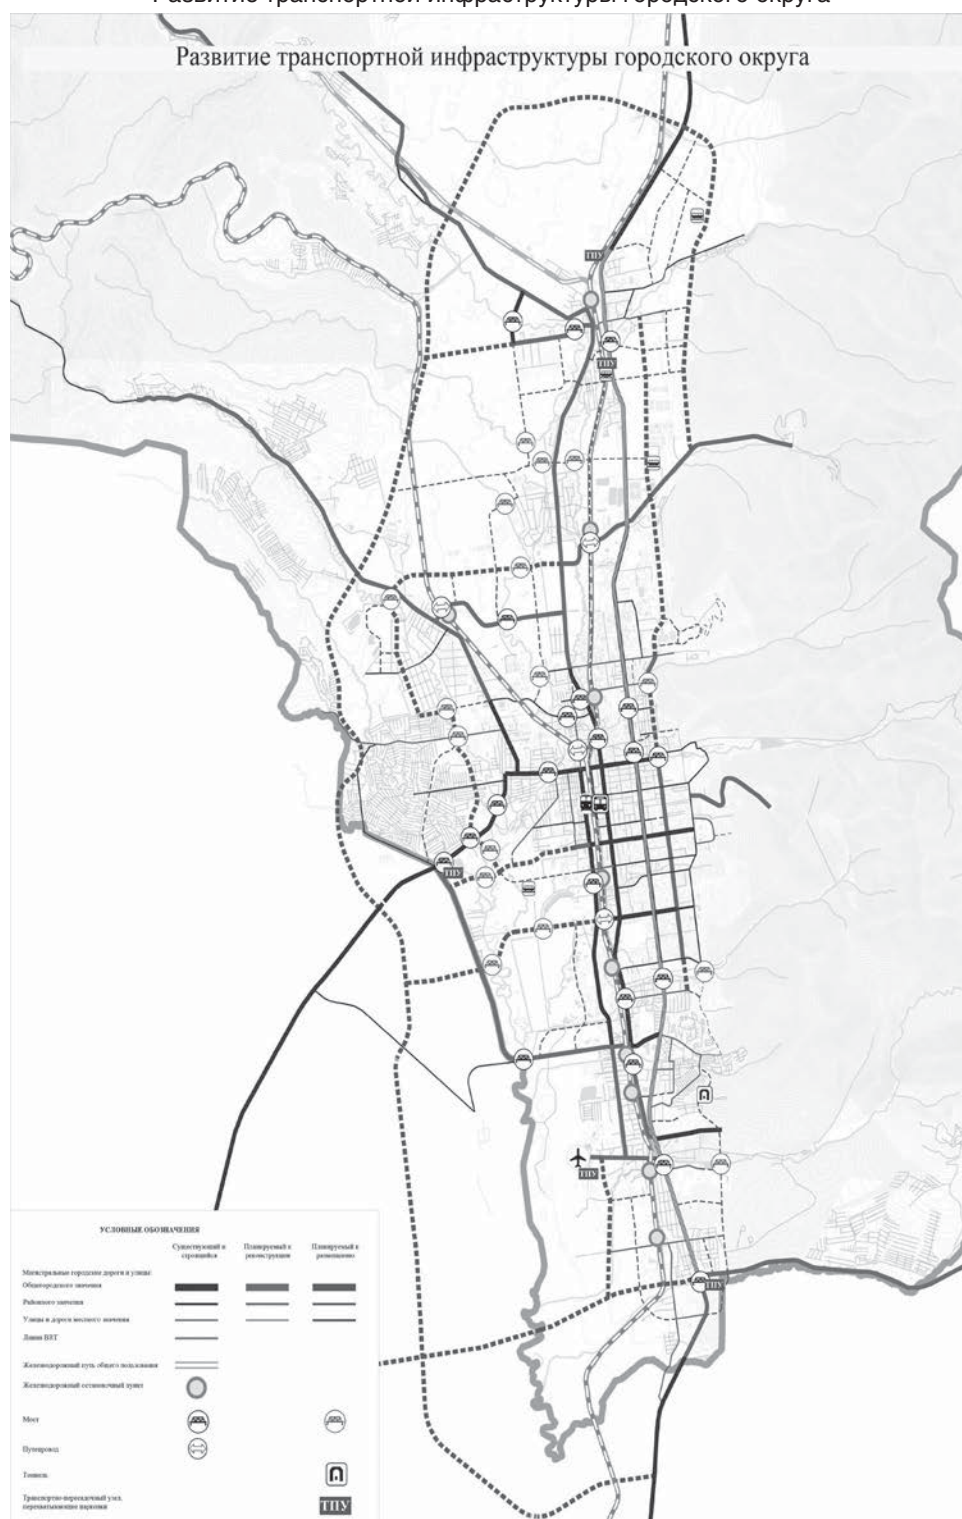 Развитие транспортной инфраструктуры городского округа
Развитие транспортной инфраструктуры городского округа
ТПУ
ТПУ
ТПУ
ТПУ
ТПУ
УСЛОВНЫЕ ОБОЗНАЧЕНИЯ
Существующий и строящийся
Планируемый к реконструкции
Планируемый к размещению
Магистральные городские дороги и улицы:
Общегородского значения
Районного значения
Улицы и дороги местного значения
Железнодорожный путь общего пользования
Железнодорожный остановочный пункт
Мост
Путепровод
Тоннель
Транспортно-пересадочный узел,
перехватывающие парковки
ТПУ